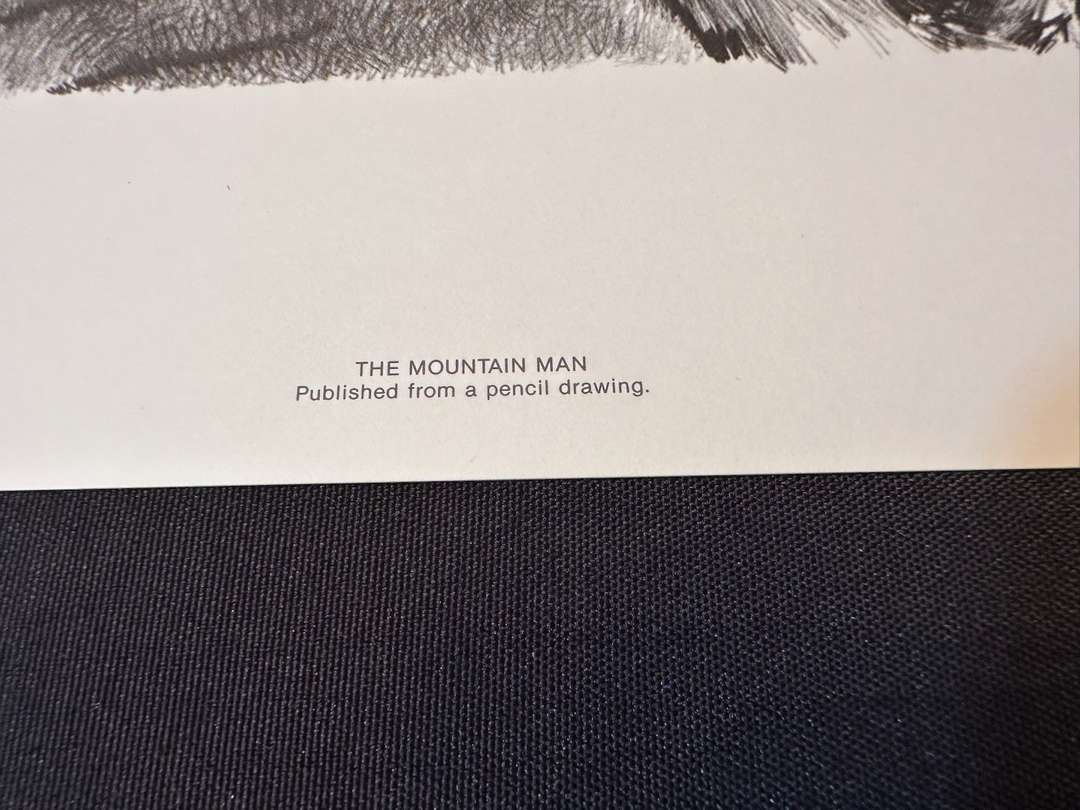 THE MOUNTAIN MAN
Published from a pencil drawing.